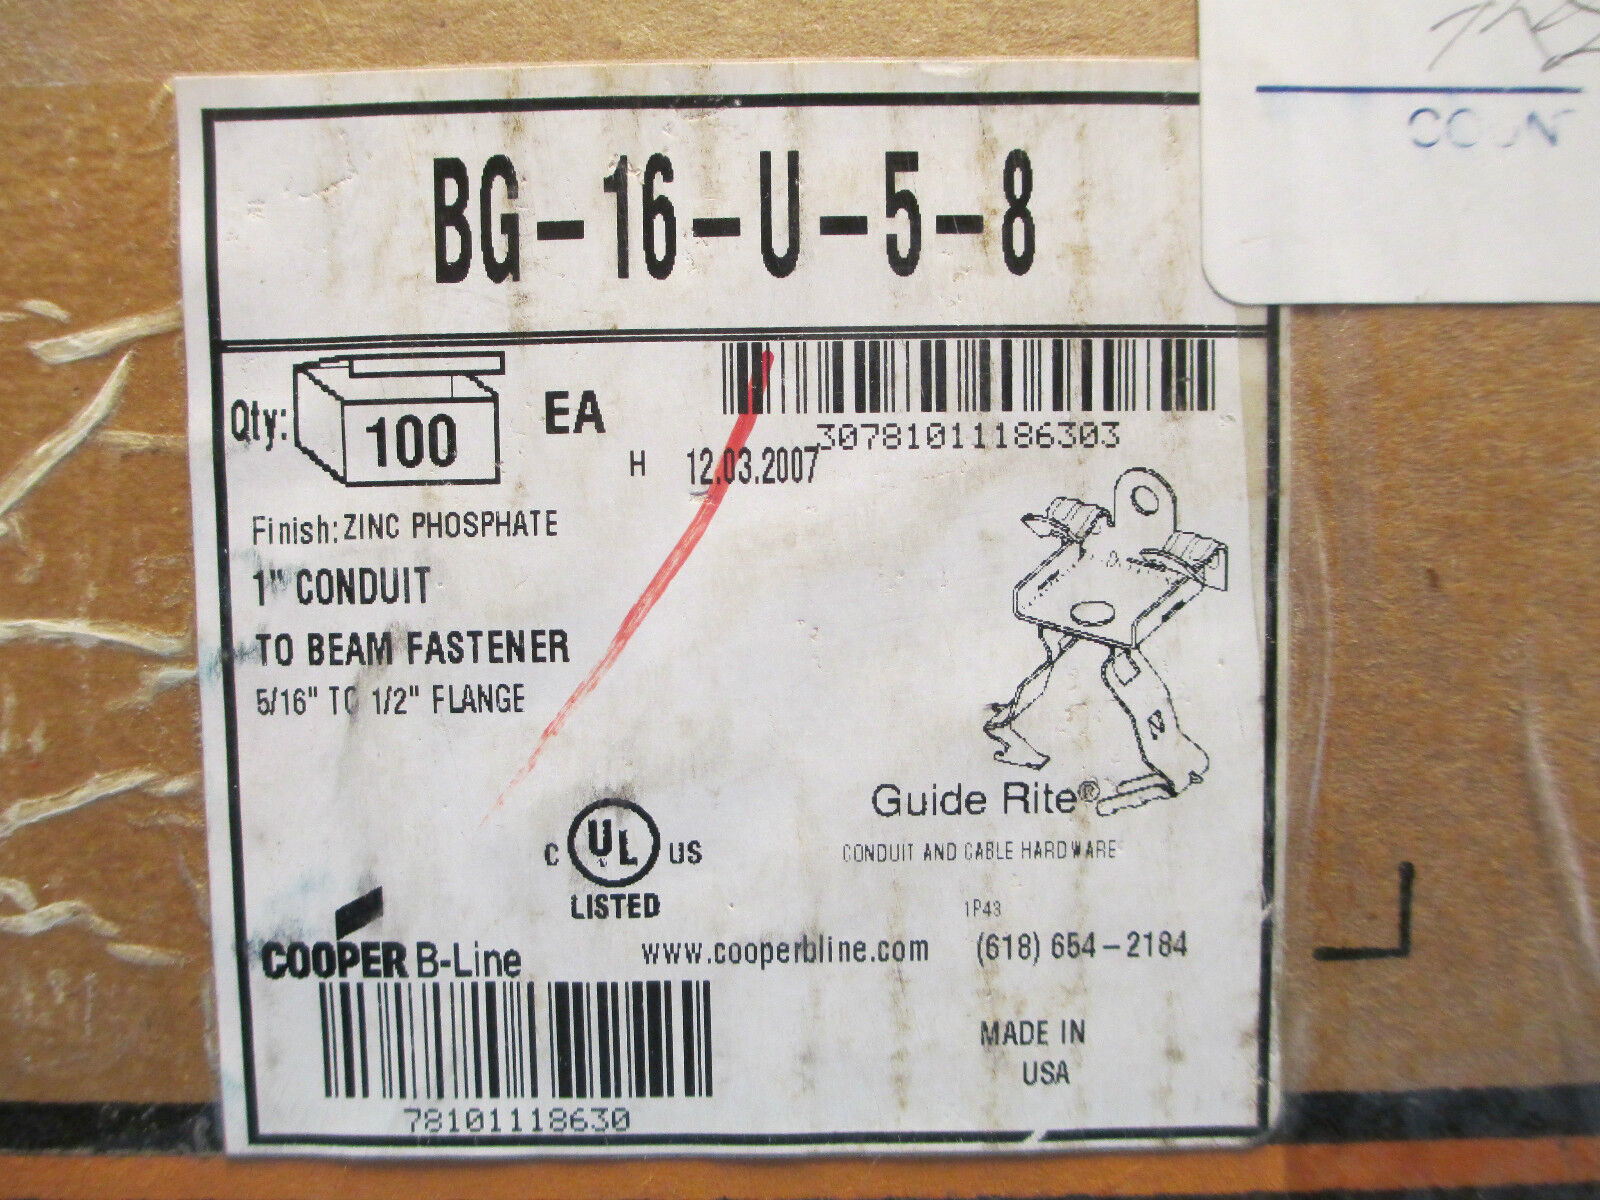 BG-16-U-5-8
Qty: 100 EA
30781011186303
H 12.03.2007
Finish: ZINC PHOSPHATE
1" CONDUIT
TO BEAM FASTENER
5/16" TO 1/2" FLANGE
Guide Rite®
CONDUIT AND CABLE HARDWARE
C UL US
LISTED
1P43
COOPER B-Line
www.cooperbline.com (618) 654-2184
MADE IN
USA
78101118630